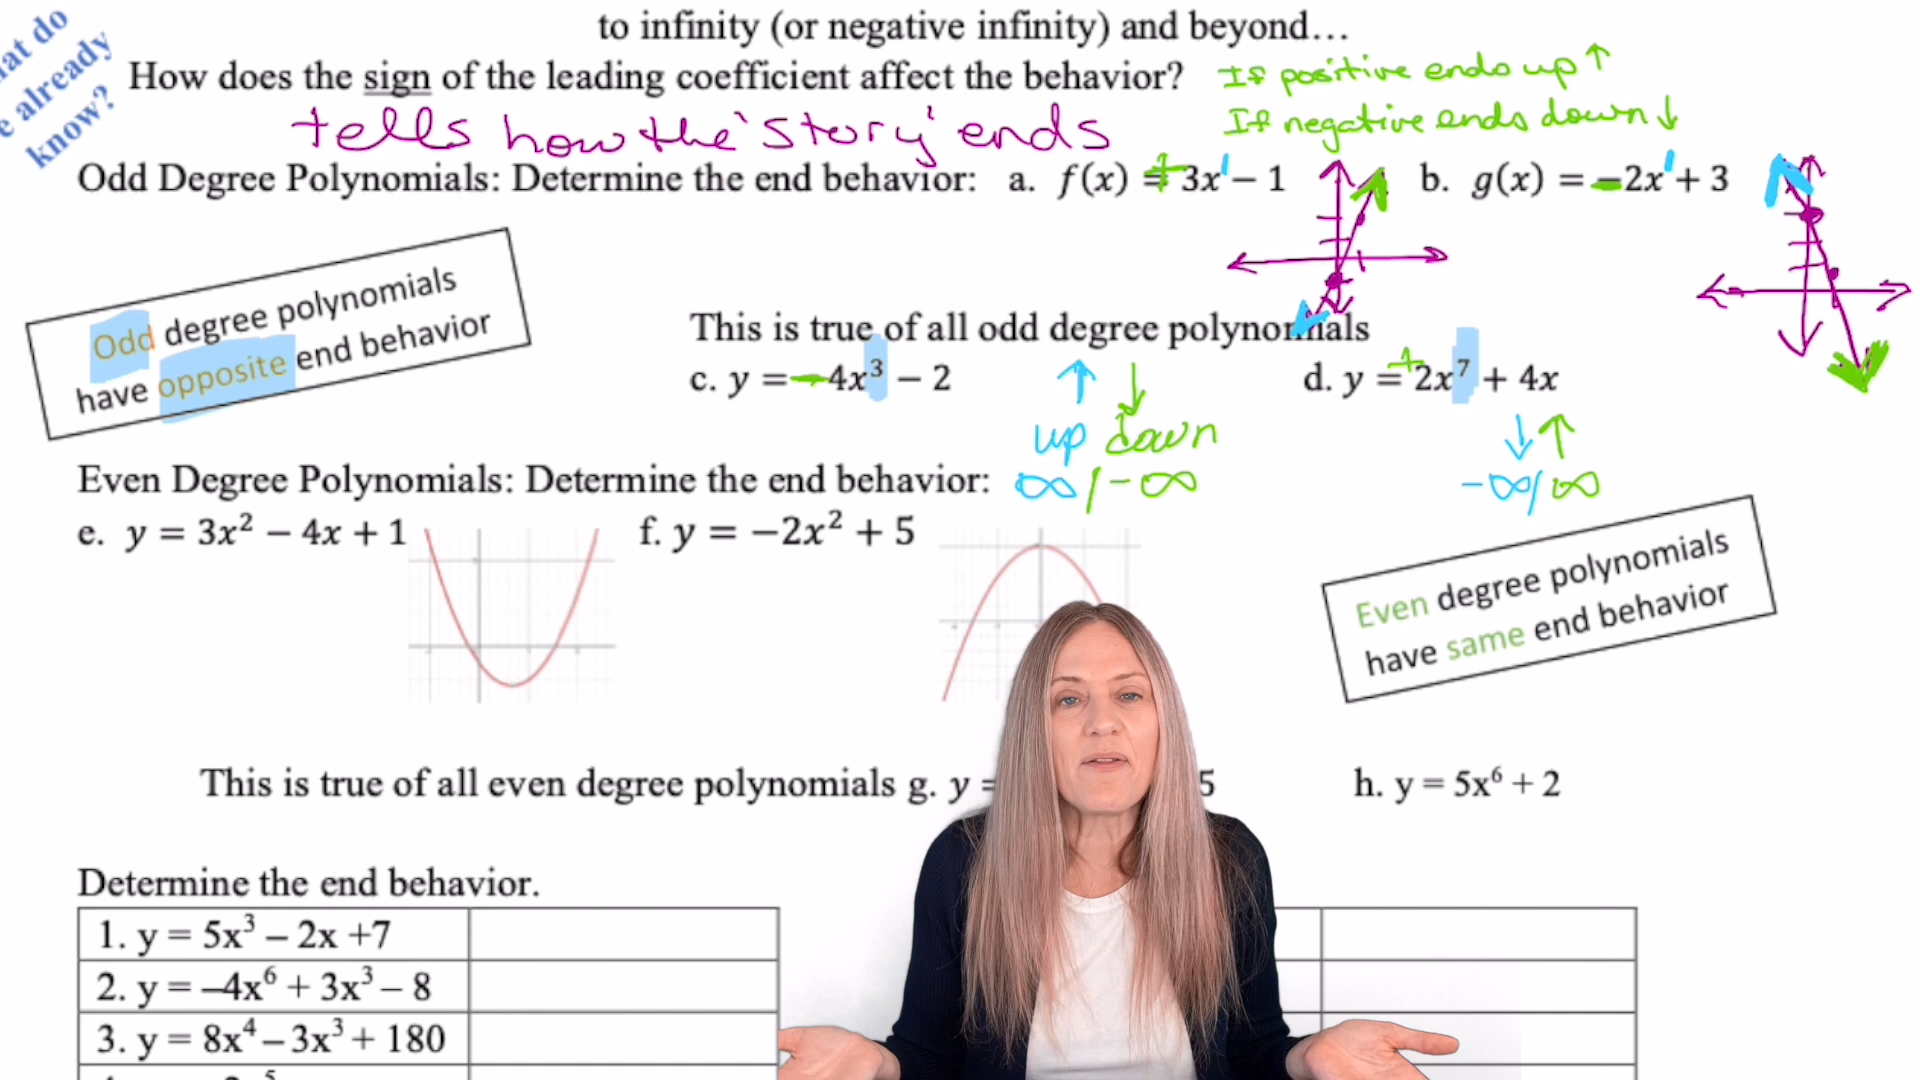 to infinity (or negative infinity) and beyond...
at do
e already
know?
How does the sign of the leading coefficient affect the behavior?
If positive ends up ↑
If negative ends down ↓
tells how the 'story' ends
Odd Degree Polynomials: Determine the end behavior: a. f(x) = +3x¹ – 1 b. g(x) = –2x¹ + 3
Odd degree polynomials
have opposite end behavior
This is true of all odd degree polynomials
c. y = –4x³ – 2 ↑ ↓ d. y = +2x⁷ + 4x
up down ↓ ↑
∞ / -∞ -∞ / ∞
Even Degree Polynomials: Determine the end behavior:
e. y = 3x² – 4x + 1 f. y = –2x² + 5
Even degree polynomials
have same end behavior
This is true of all even degree polynomials g. y = 5 h. y = 5x⁶ + 2
Determine the end behavior.
1. y = 5x³ – 2x +7
2. y = –4x⁶ + 3x³ – 8
3. y = 8x⁴ – 3x³ + 180